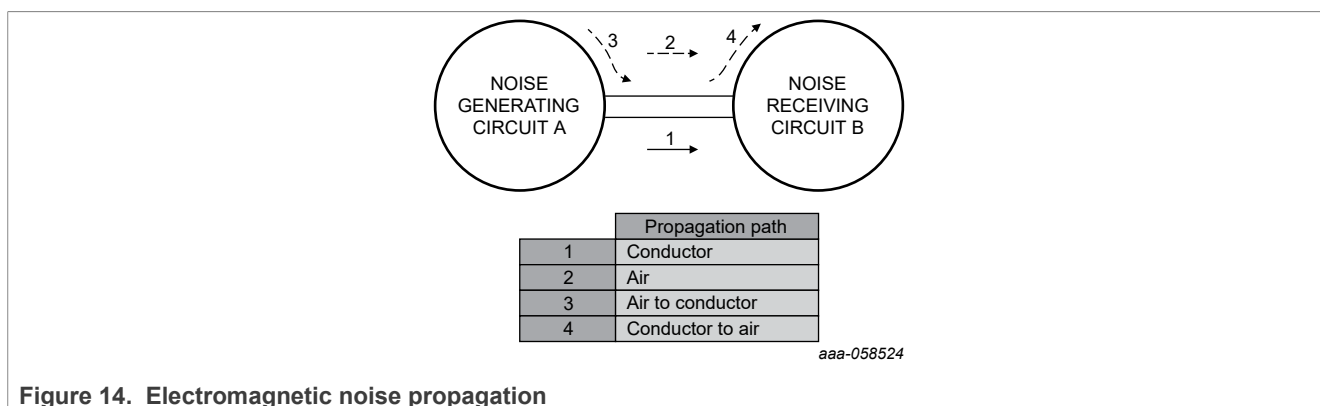 3
2
4
NOISE
GENERATING
CIRCUIT A
NOISE
RECEIVING
CIRCUIT B
1
Propagation path
1 Conductor
2 Air
3 Air to conductor
4 Conductor to air
aaa-058524
Figure 14. Electromagnetic noise propagation